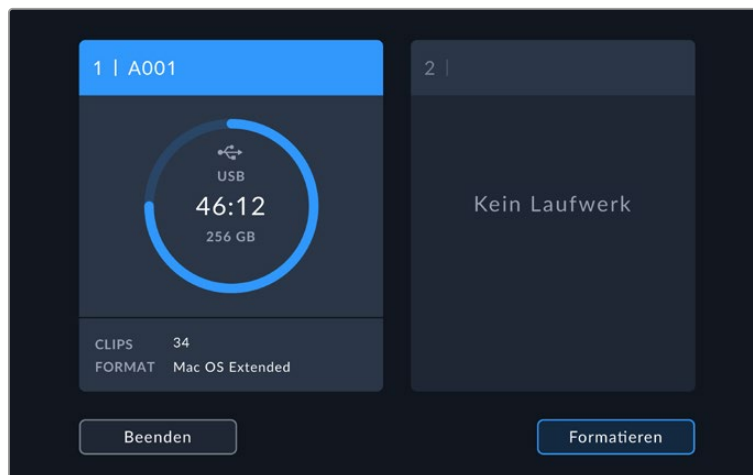 1 | A001
USB
46:12
256 GB
CLIPS 34
FORMAT Mac OS Extended
2 |
Kein Laufwerk
Beenden
Formatieren